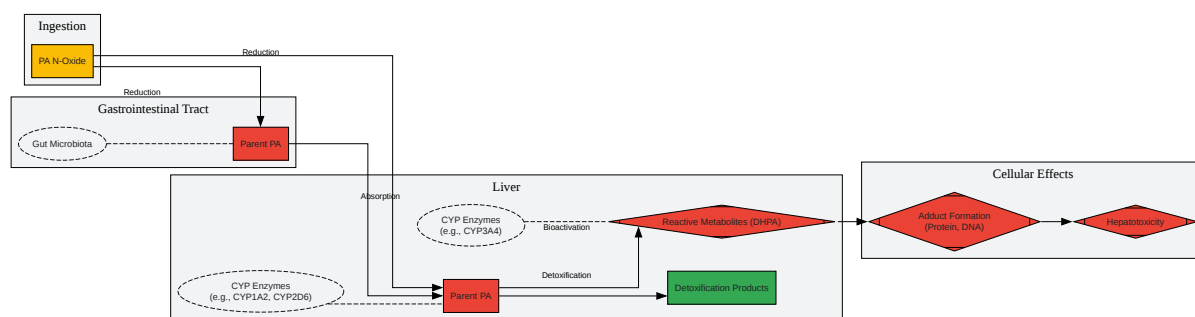 Ingestion
PA N-Oxide
Reduction
Reduction
Gastrointestinal Tract
Gut Microbiota
Parent PA
Absorption
Liver
CYP Enzymes
(e.g., CYP3A4)
Bioactivation
Reactive Metabolites (DHPA)
CYP Enzymes
(e.g., CYP1A2, CYP2D6)
Parent PA
Detoxification
Detoxification Products
Cellular Effects
Adduct Formation
(Protein, DNA)
Hepatotoxicity